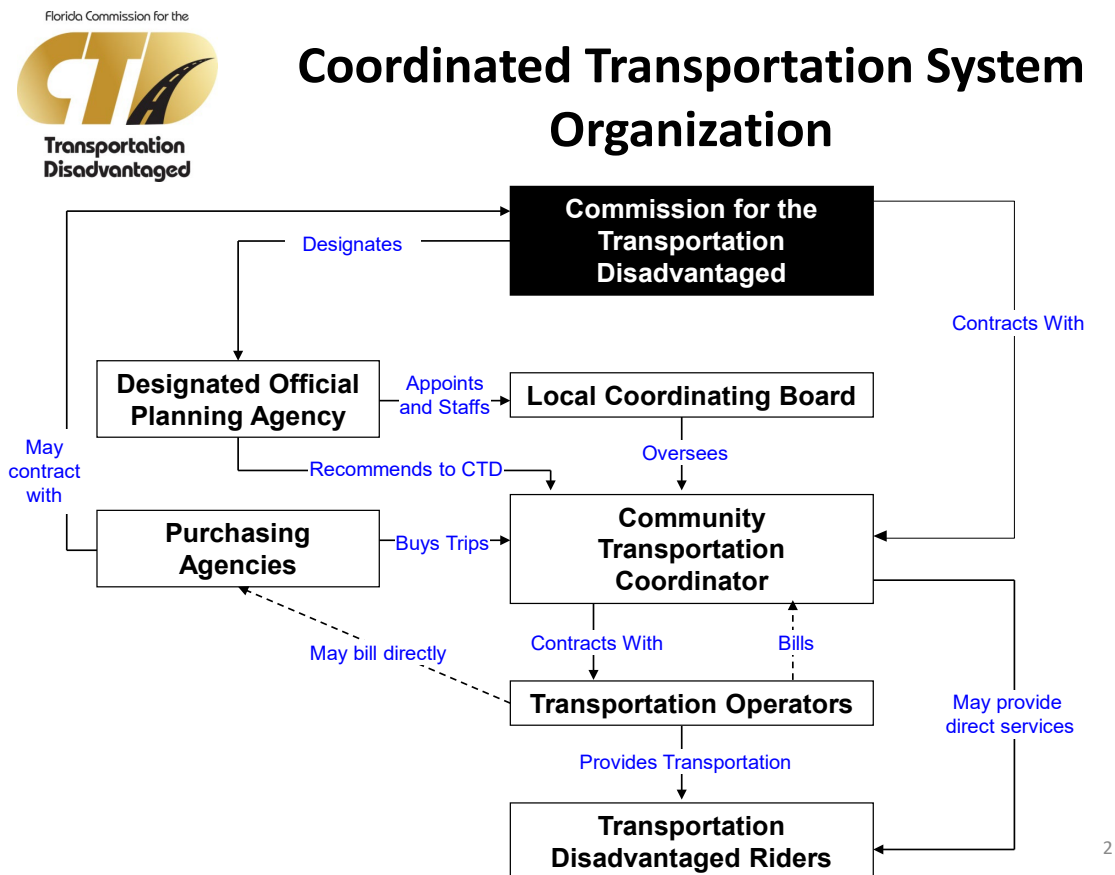 Florida Commission for the
CTD
Transportation
Disadvantaged
Coordinated Transportation System
Organization
Commission for the
Transportation
Disadvantaged
Designates
Contracts With
Designated Official
Planning Agency
Appoints
and Staffs
Local Coordinating Board
May
contract
with
Recommends to CTD
Oversees
Purchasing
Agencies
Buys Trips
Community
Transportation
Coordinator
May bill directly
Contracts With
Bills
Transportation Operators
May provide
direct services
Provides Transportation
Transportation
Disadvantaged Riders
2